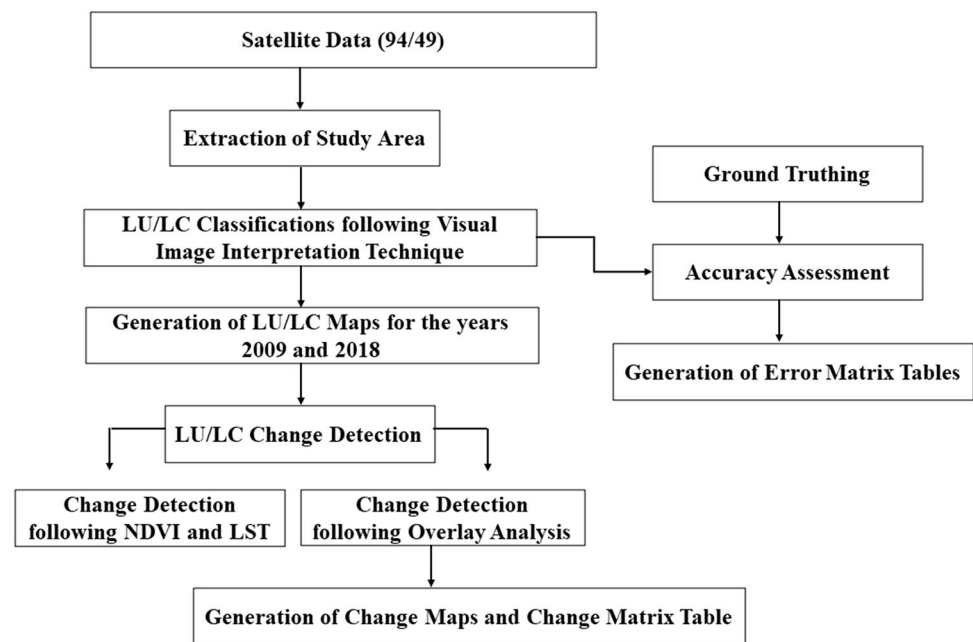 Satellite Data (94/49)
Extraction of Study Area
LU/LC Classifications following Visual
Image Interpretation Technique
Generation of LU/LC Maps for the years
2009 and 2018
LU/LC Change Detection
Change Detection
following NDVI and LST
Change Detection
following Overlay Analysis
Generation of Change Maps and Change Matrix Table
Ground Truthing
Accuracy Assessment
Generation of Error Matrix Tables